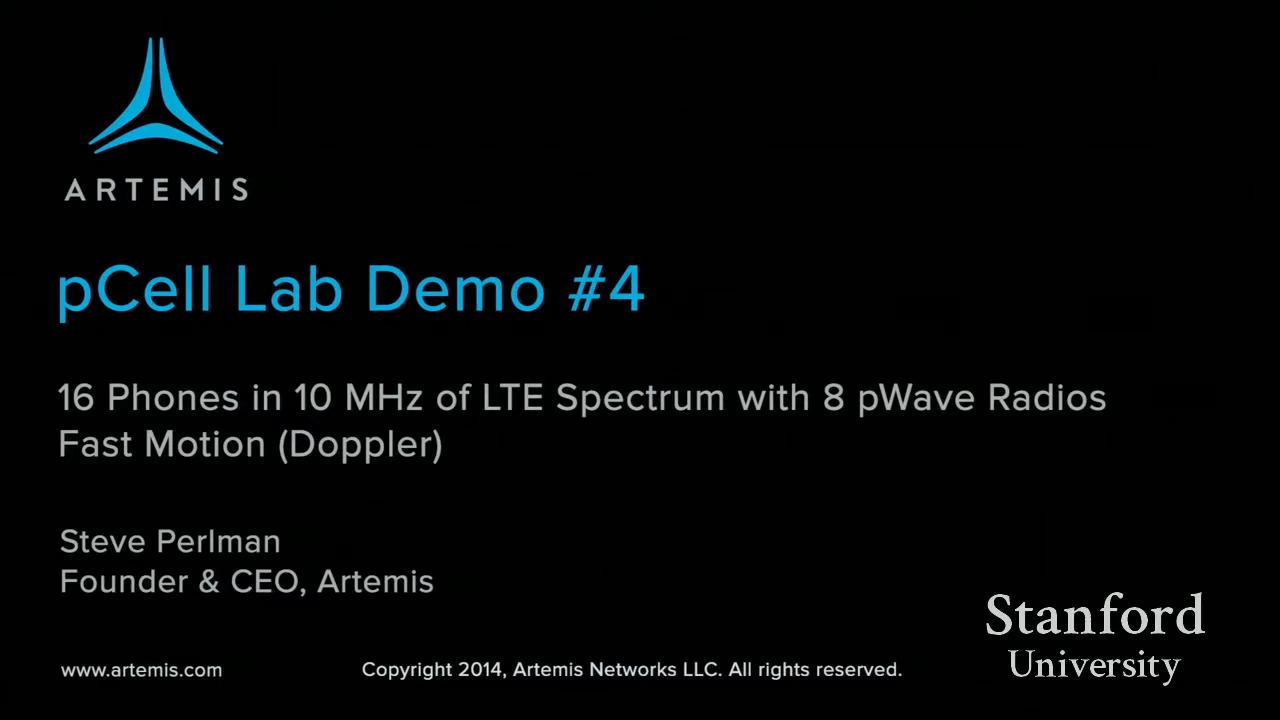 ARTEMIS
pCell Lab Demo #4
16 Phones in 10 MHz of LTE Spectrum with 8 pWave Radios
Fast Motion (Doppler)
Steve Perlman
Founder & CEO, Artemis
www.artemis.com
Copyright 2014, Artemis Networks LLC. All rights reserved.
Stanford
University